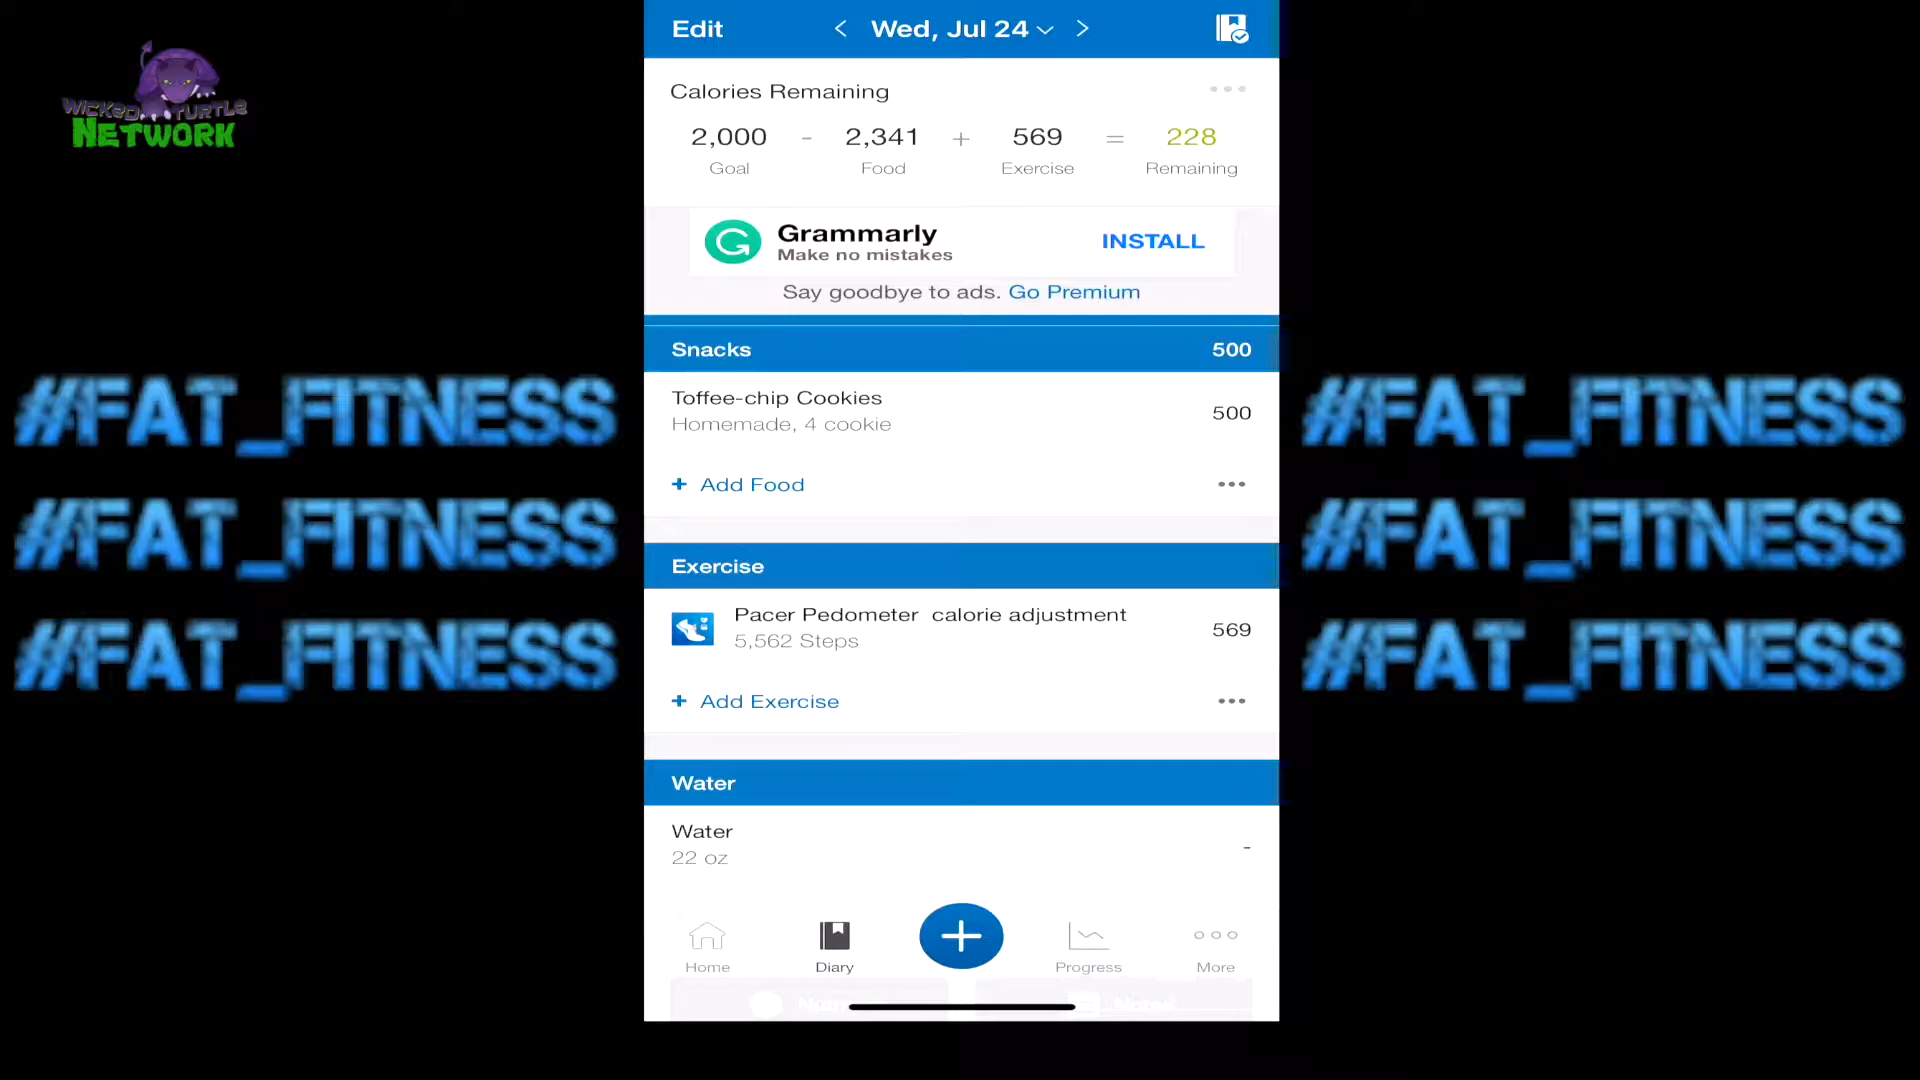 WICKED TURTLE
NETWORK
Edit
Wed, Jul 24
Calories Remaining
2,000 - 2,341 + 569 = 228
Goal Food Exercise Remaining
Grammarly
Make no mistakes
INSTALL
Say goodbye to ads. Go Premium
Snacks 500
Toffee-chip Cookies
Homemade, 4 cookie
500
+ Add Food
Exercise
Pacer Pedometer calorie adjustment
5,562 Steps
569
+ Add Exercise
Water
Water
22 oz
-
Home Diary Progress More
Notes
#FAT_FITNESS
#FAT_FITNESS
#FAT_FITNESS
#FAT_FITNESS
#FAT_FITNESS
#FAT_FITNESS